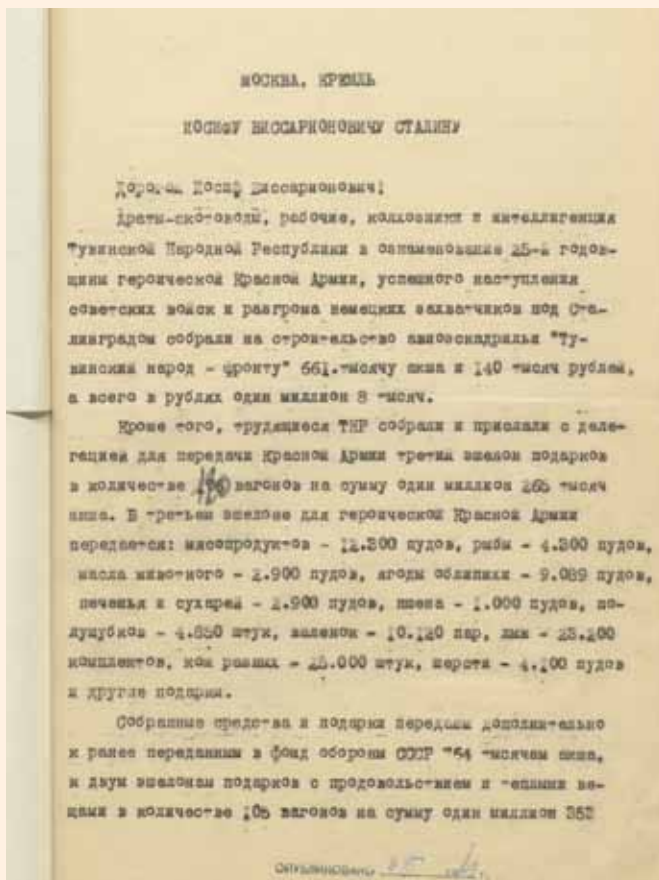 МОСКВА, КРЕМЛЬ
ИОСИФУ ВИССАРИОНОВИЧУ СТАЛИНУ
Дорогой Иосиф Виссарионович!
Араты-скотоводы, рабочие, колхозники и интеллигенция
Тувинской Народной Республики в ознаменование 25-й годов-
щины героической Красной Армии, успешного наступления
советских войск и разгрома немецких захватчиков под Ста-
линградом собрали на строительство авиаэскадрильи "Ту-
винский народ - фронту" 661.тысячу акша и 140 тысяч рублей,
а всего в рублях один миллион 8 тысяч.
Кроме того, трудящиеся ТНР собрали и прислали с деле-
гацией для передачи Красной Армии третий эшелон подарков
в количестве вагонов на сумму один миллион 265 тысяч
акша. В третьем эшелоне для героической Красной Армии
передается: мясопродуктов - 12.300 пудов, рыбы - 4.300 пудов,
масла животного - 2.900 пудов, ягоды облипихи - 9.089 пудов,
печенья и сухарей - 2.900 пудов, пшена - 1.000 пудов, по-
лушубков - 4.850 штук, валенок - 10.120 пар, лыж - 23.200
комплектов, кож разных - 25.000 штук, шерсти - 4.100 пудов
и другие подарки.
Собранные средства и подарки передаем дополнительно
к ранее переданным в фонд обороны СССР тысячам акша,
и двум эшелонам подарков с продовольствием и теплыми ве-
щами в количестве 105 вагонов на сумму один миллион 353
ОПУБЛИКОВАНО